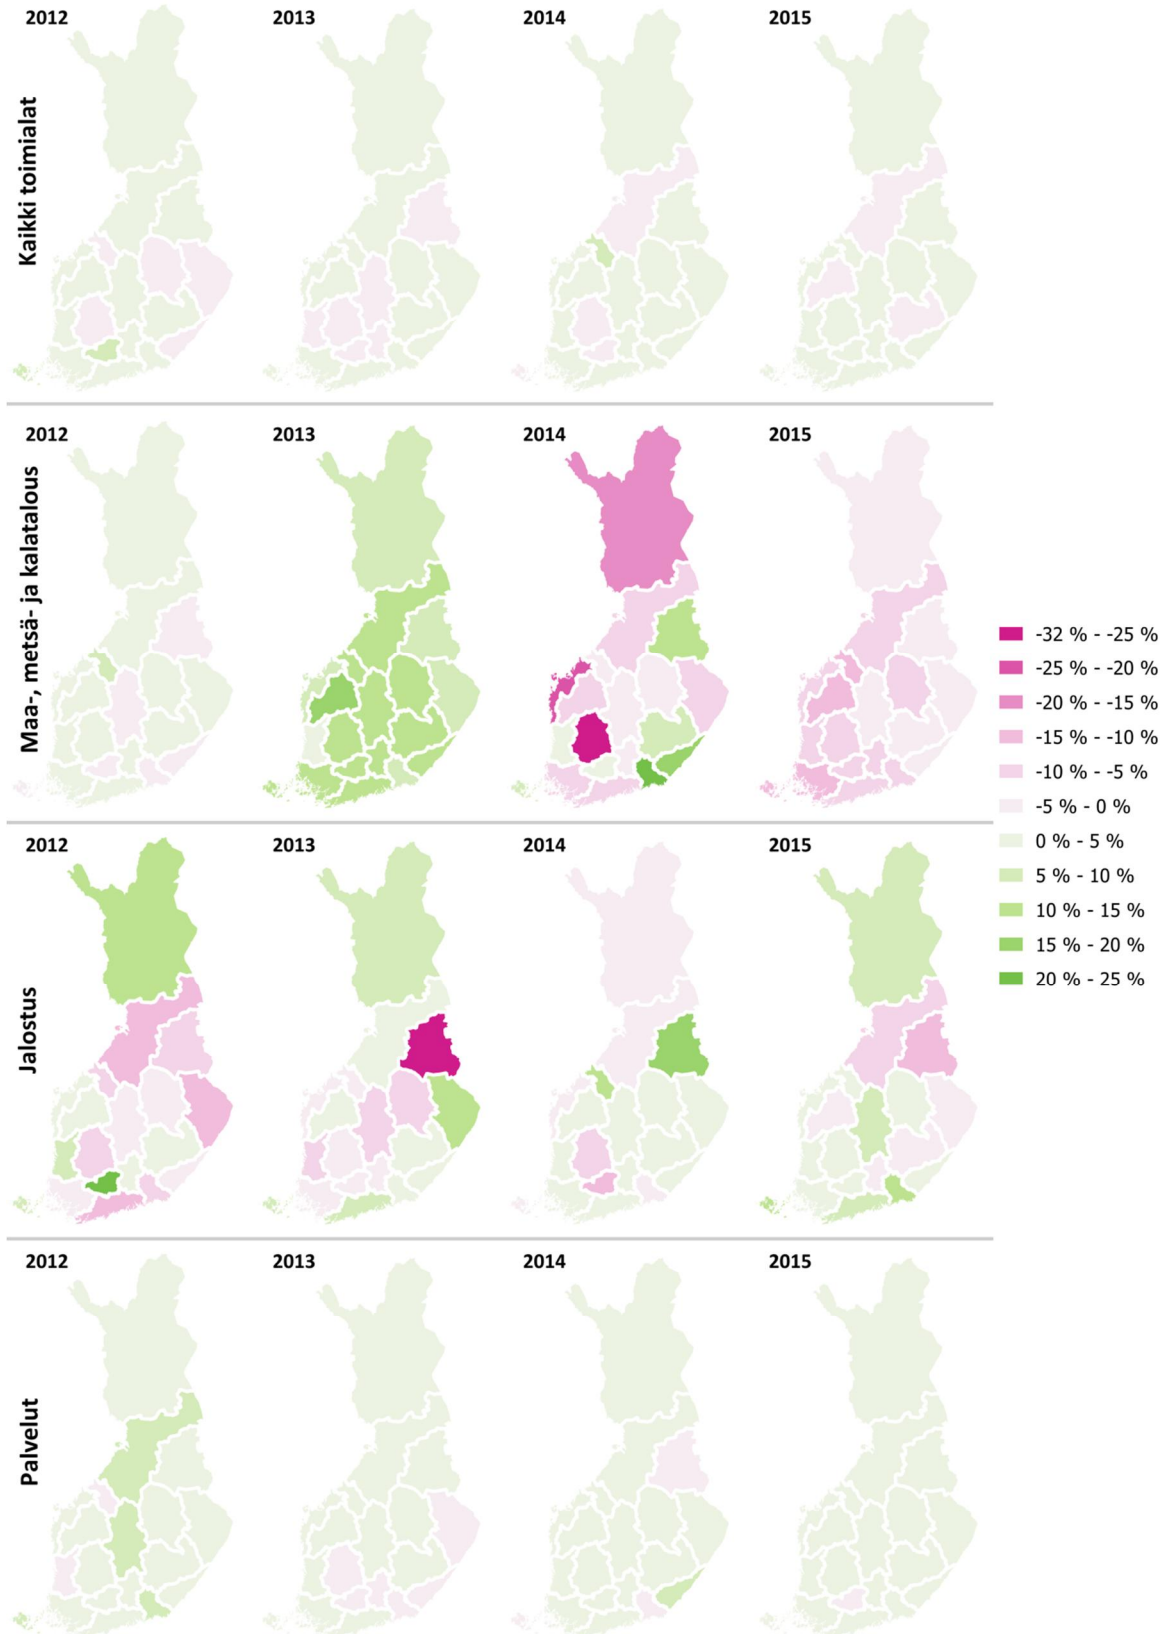 2012 2013 2014 2015
Kaikki toimialat
2012 2013 2014 2015
Maa-, metsä- ja kalatalous
-32 % - -25 %
-25 % - -20 %
-20 % - -15 %
-15 % - -10 %
-10 % - -5 %
-5 % - 0 %
0 % - 5 %
5 % - 10 %
10 % - 15 %
15 % - 20 %
20 % - 25 %
2012 2013 2014 2015
Jalostus
2012 2013 2014 2015
Palvelut